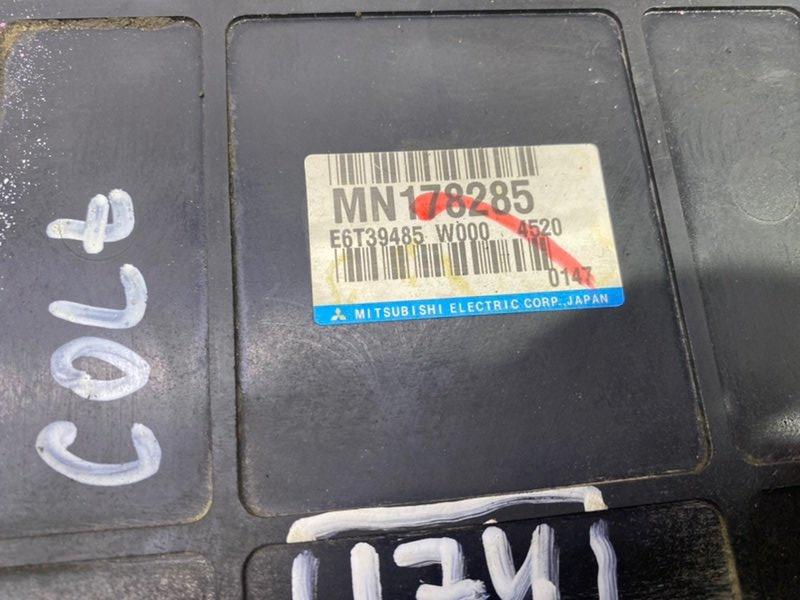 MN178285
E6T39485 W000 4520
0147
MITSUBISHI ELECTRIC CORP., JAPAN
COLt